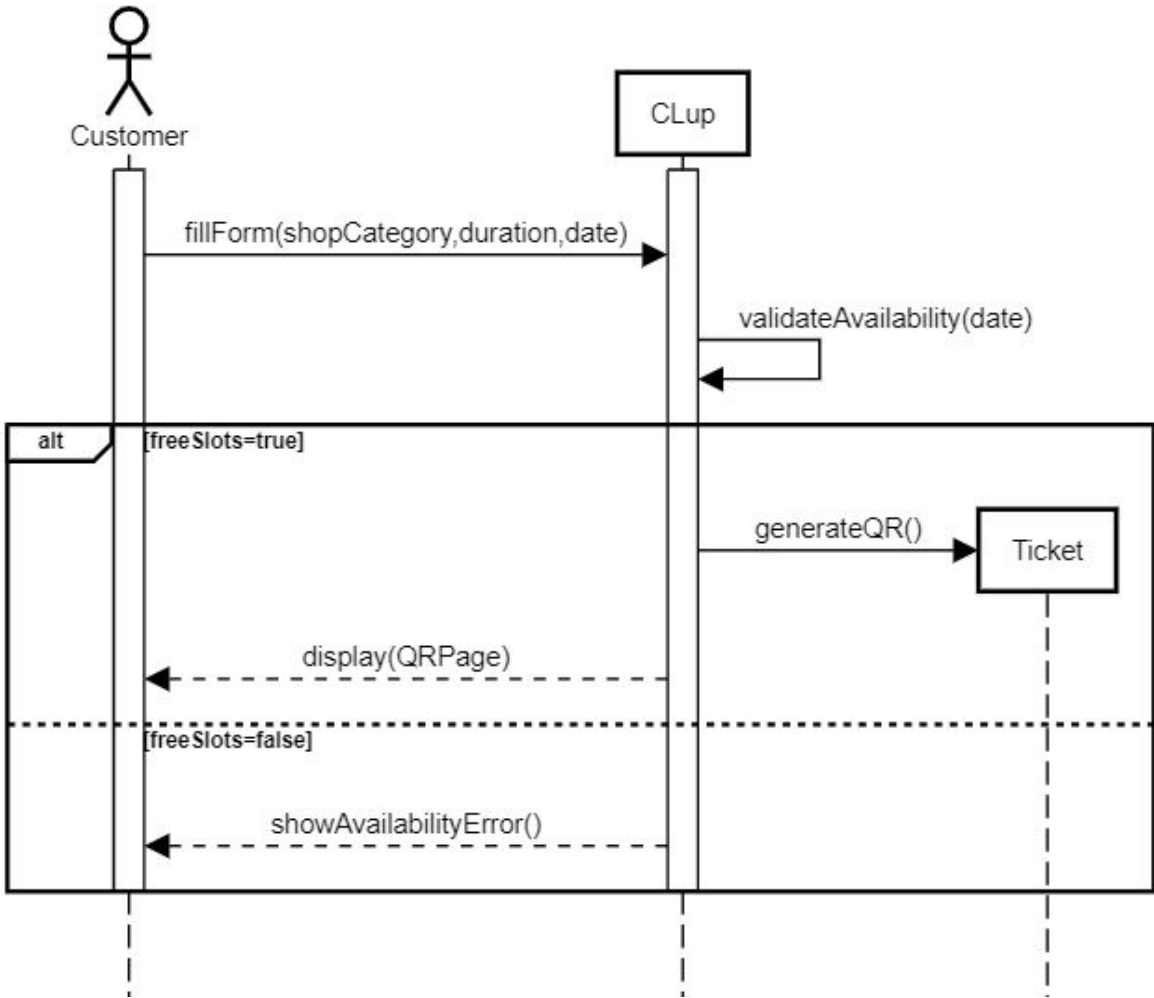 Customer
CLup
fillForm(shopCategory,duration,date)
validateAvailability(date)
alt
[freeSlots=true]
generateQR()
Ticket
display(QRPage)
[freeSlots=false]
showAvailabilityError()